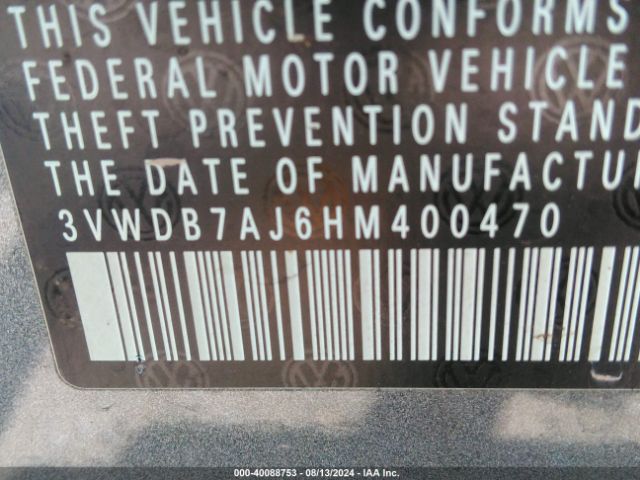 THIS VEHICLE CONFORMS
FEDERAL MOTOR VEHICLE
THEFT PREVENTION STAND
THE DATE OF MANUFACTU
3VWDB7AJ6HM400470
000-40088753 - 08/13/2024 - IAA Inc.